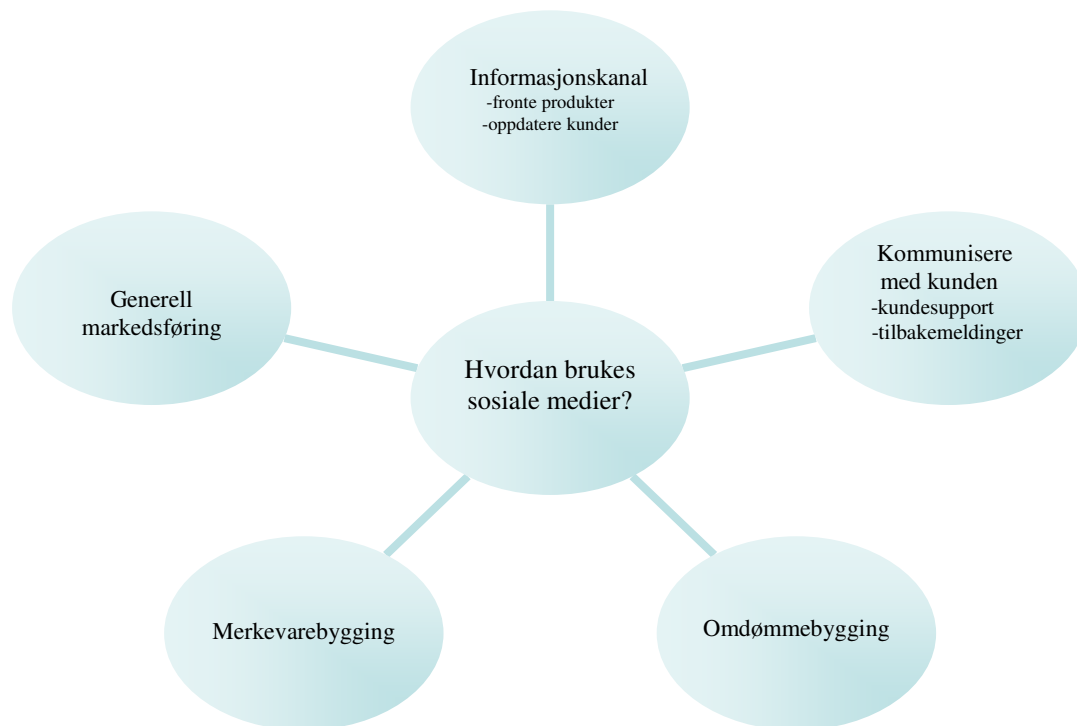 Informasjonskanal
-fronte produkter
-oppdatere kunder
Kommunisere
med kunden
-kundesupport
-tilbakemeldinger
Generell
markedsføring
Hvordan brukes
sosiale medier?
Merkevarebygging
Omdømmebygging